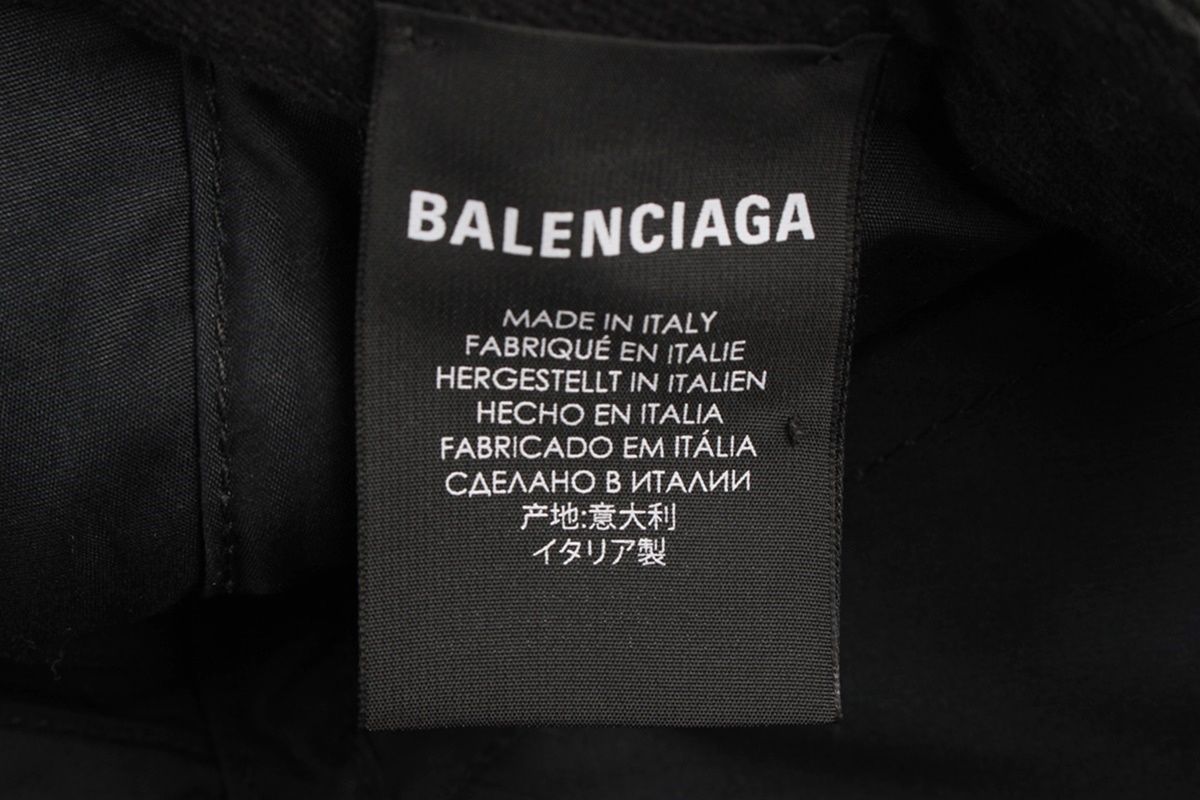 BALENCIAGA
MADE IN ITALY
FABRIQUÉ EN ITALIE
HERGESTELLT IN ITALIEN
HECHO EN ITALIA
FABRICADO EM ITÁLIA
СДЕЛАНО В ИТАЛИИ
产地:意大利
イタリア製